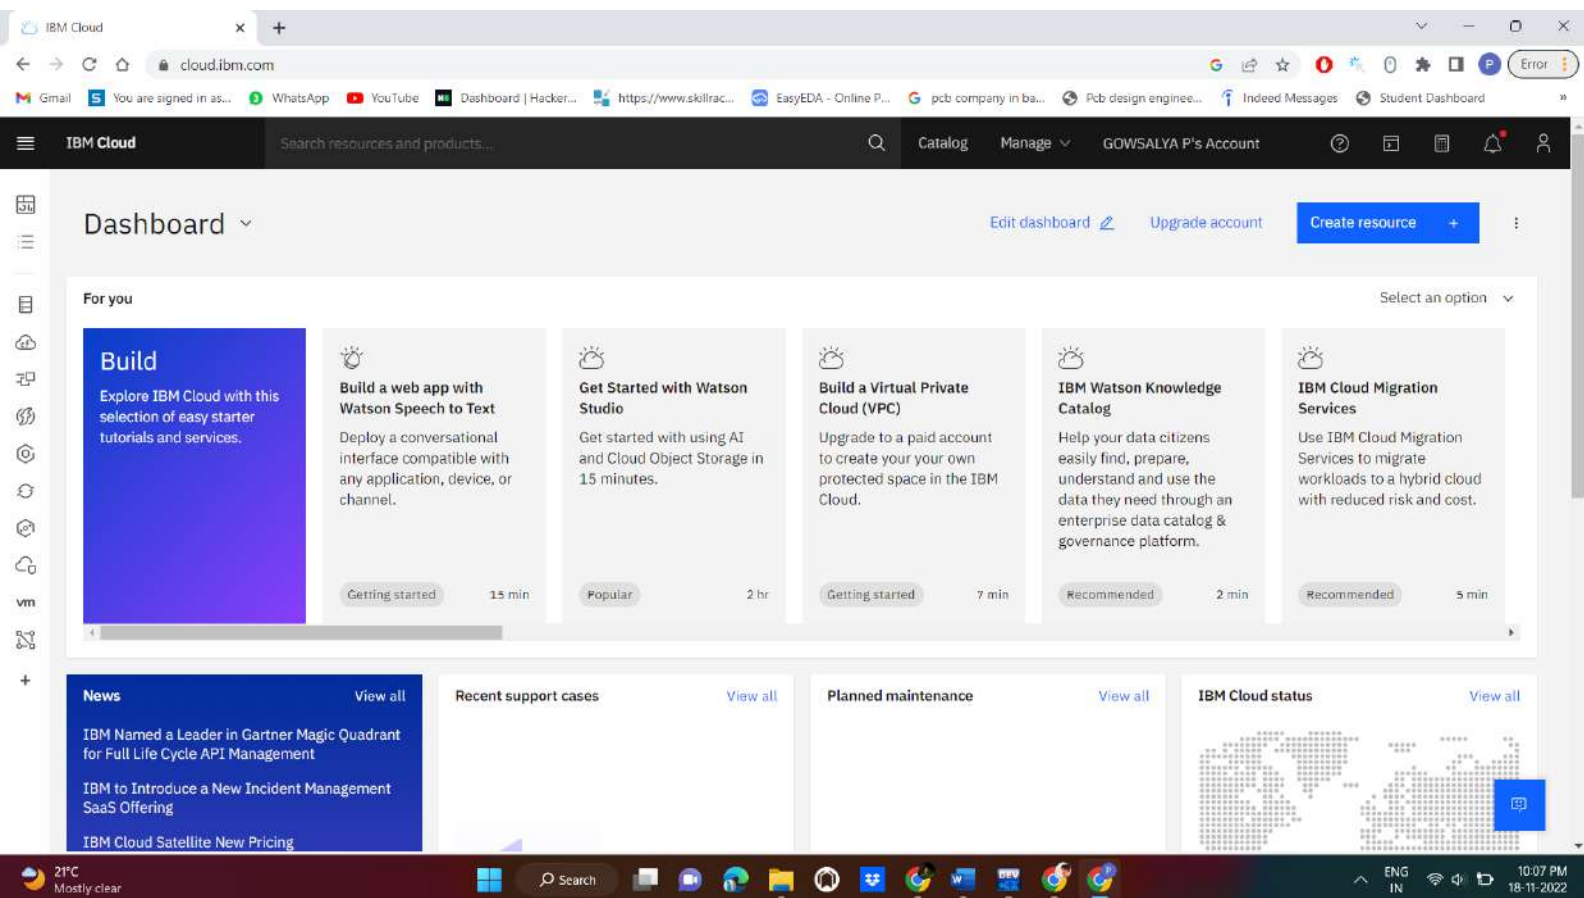 IBM Cloud
cloud.ibm.com
P
Error
Gmail
You are signed in as...
WhatsApp
YouTube
Dashboard | Hacker...
https://www.skillrac...
EasyEDA - Online P...
pcb company in ba...
Pcb design enginee...
Indeed Messages
Student Dashboard
»
IBM Cloud
Search resources and products...
Catalog
Manage
GOWSALYA P's Account
Dashboard
Edit dashboard
Upgrade account
Create resource +
For you
Select an option
Build
Explore IBM Cloud with this
selection of easy starter
tutorials and services.
Build a web app with
Watson Speech to Text
Deploy a conversational
interface compatible with
any application, device, or
channel.
Getting started
15 min
Get Started with Watson
Studio
Get started with using AI
and Cloud Object Storage in
15 minutes.
Popular
2 hr
Build a Virtual Private
Cloud (VPC)
Upgrade to a paid account
to create your your own
protected space in the IBM
Cloud.
Getting started
7 min
IBM Watson Knowledge
Catalog
Help your data citizens
easily find, prepare,
understand and use the
data they need through an
enterprise data catalog &
governance platform.
Recommended
2 min
IBM Cloud Migration
Services
Use IBM Cloud Migration
Services to migrate
workloads to a hybrid cloud
with reduced risk and cost.
Recommended
5 min
vm
News
View all
IBM Named a Leader in Gartner Magic Quadrant
for Full Life Cycle API Management
IBM to Introduce a New Incident Management
SaaS Offering
IBM Cloud Satellite New Pricing
Recent support cases
View all
Planned maintenance
View all
IBM Cloud status
View all
21°C
Mostly clear
Search
DEV
ENG
IN
10:07 PM
18-11-2022